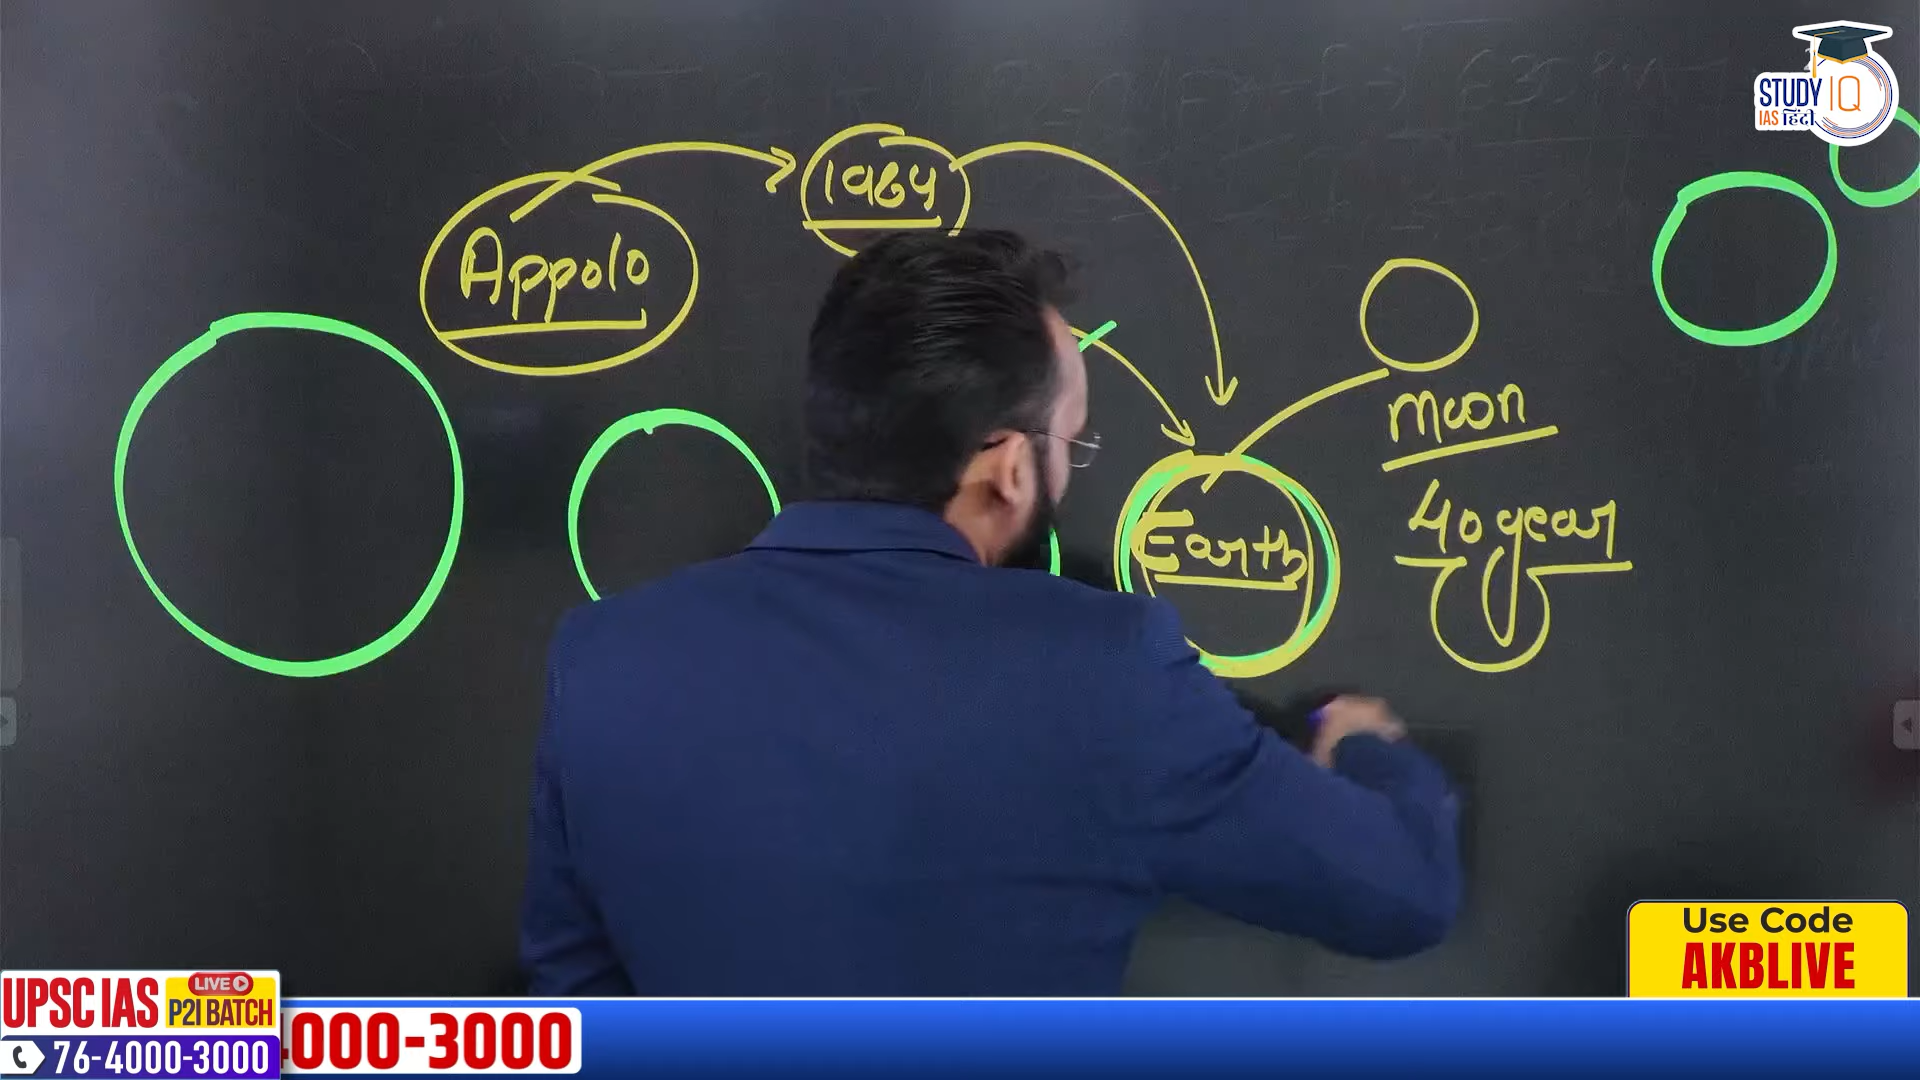 STUDY IQ
IAS हिंदी
1984
Appolo
moon
40 year
Earth
Use Code
AKBLIVE
UPSC IAS
LIVE
P2I BATCH
76-4000-3000
000-3000